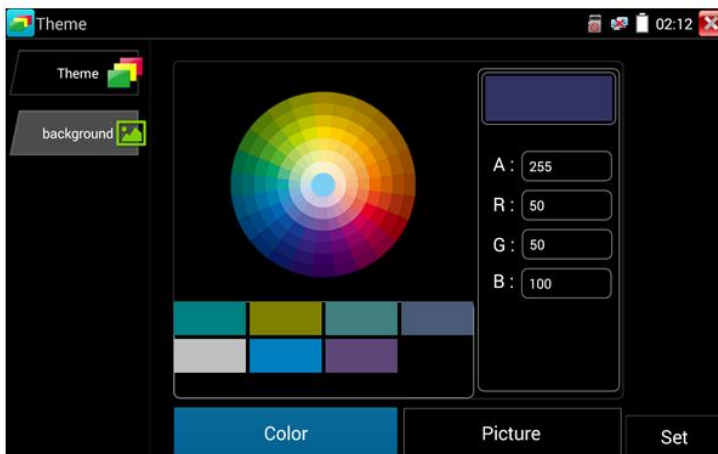 Theme
02:12
Theme
background
A : 255
R : 50
G : 50
B : 100
Color
Picture
Set